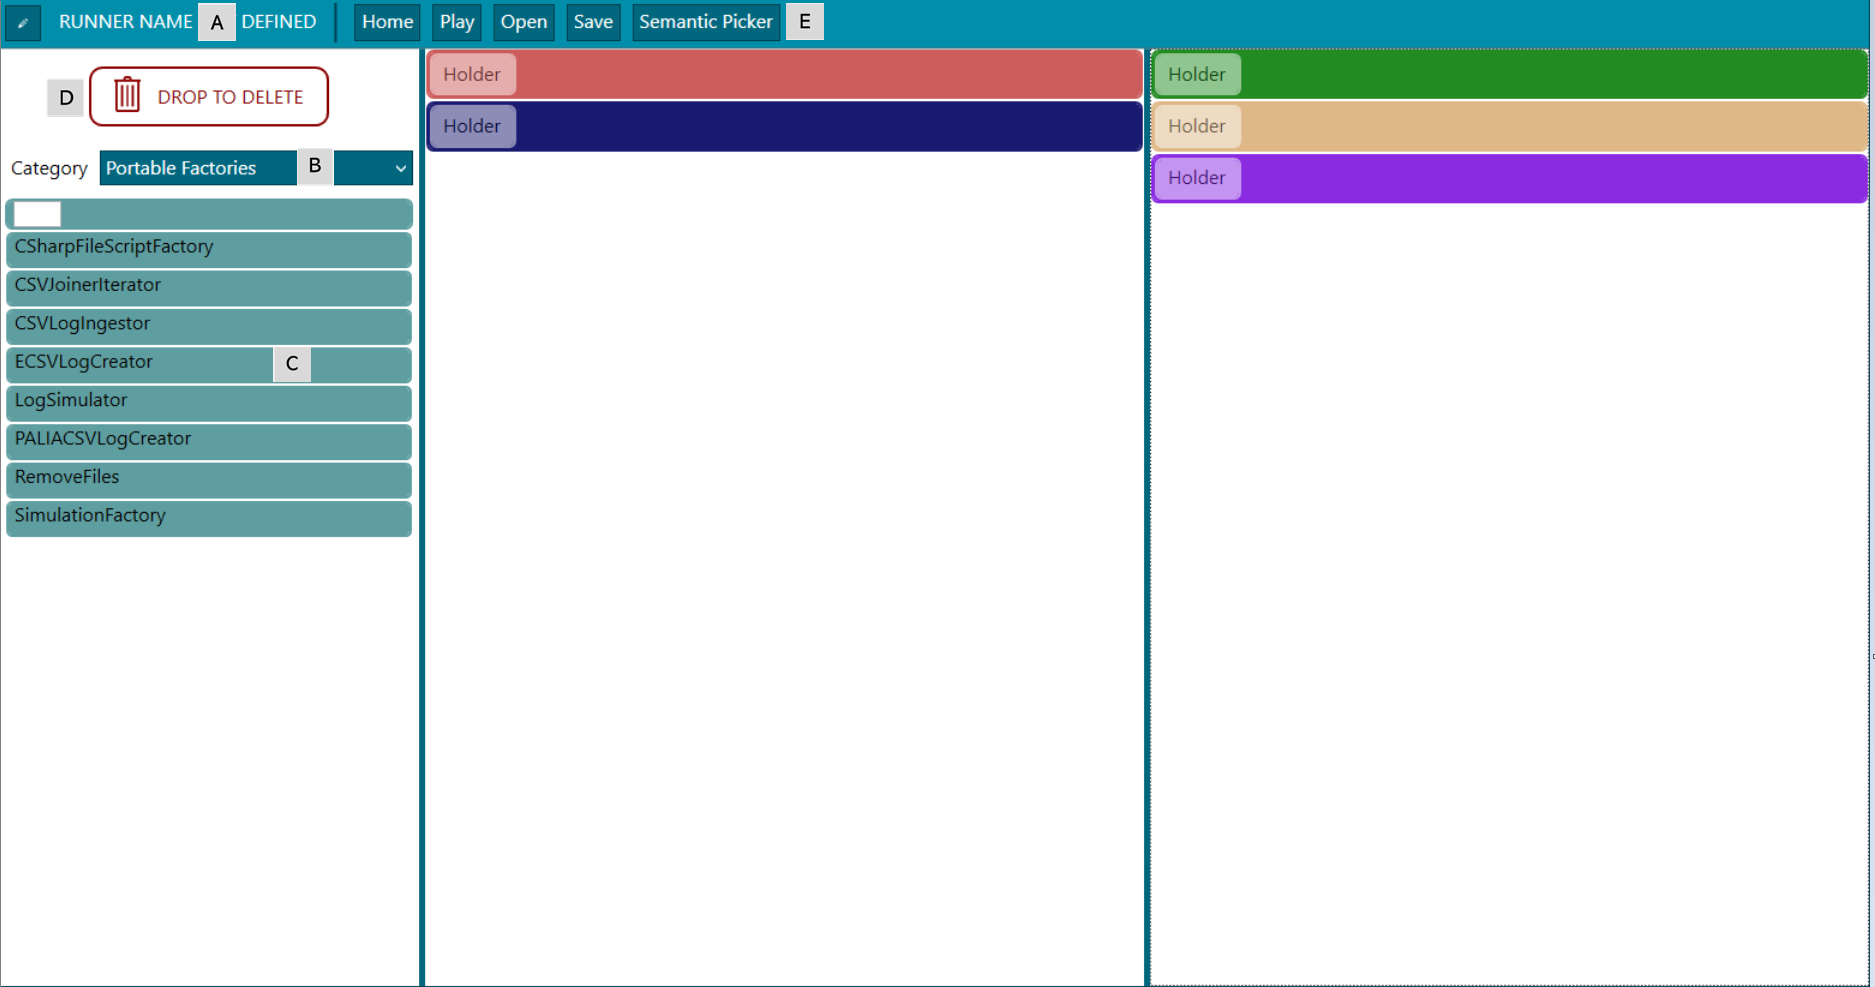 RUNNER NAME A DEFINED Home Play Open Save Semantic Picker E
D DROP TO DELETE
Category Portable Factories B
CSharpFileScriptFactory
CSVJoinerIterator
CSVLogIngestor
ECSVLogCreator C
LogSimulator
PALIACSVLogCreator
RemoveFiles
SimulationFactory
Holder
Holder
Holder
Holder
Holder